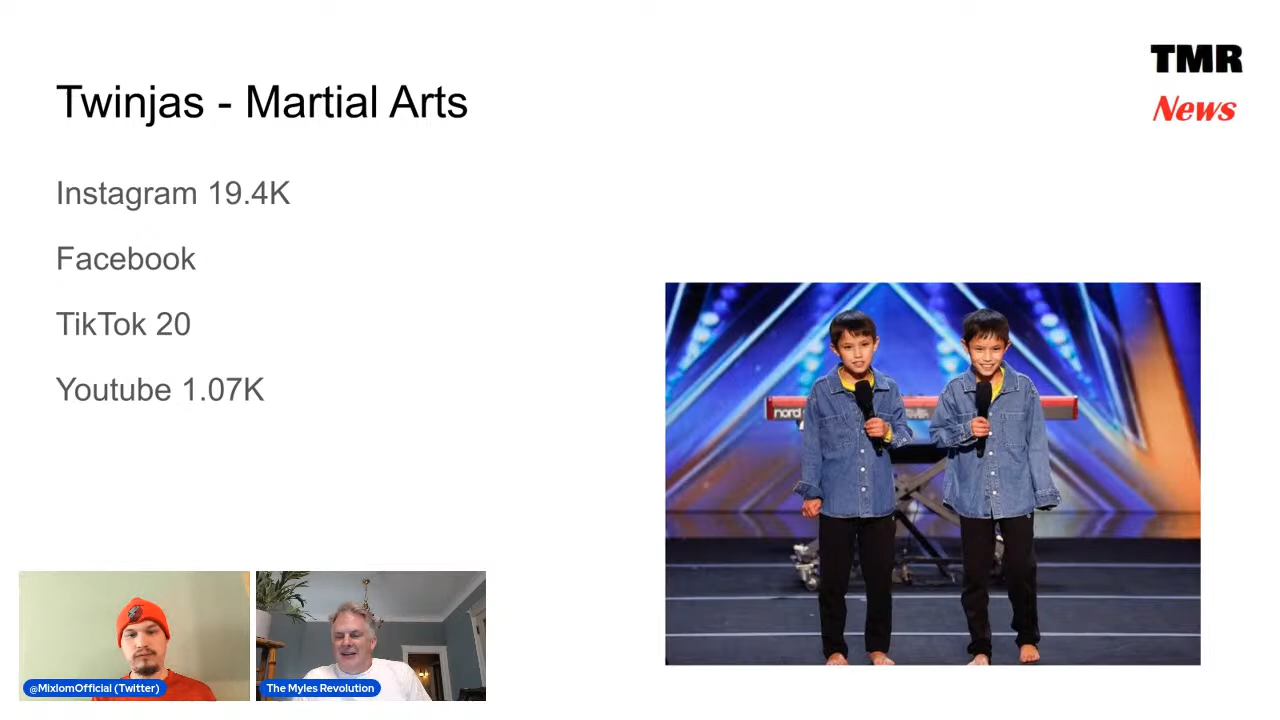 TMR
News
Twinjas - Martial Arts
Instagram 19.4K
Facebook
TikTok 20
Youtube 1.07K
nord
@MixlomOfficial (Twitter)
The Myles Revolution